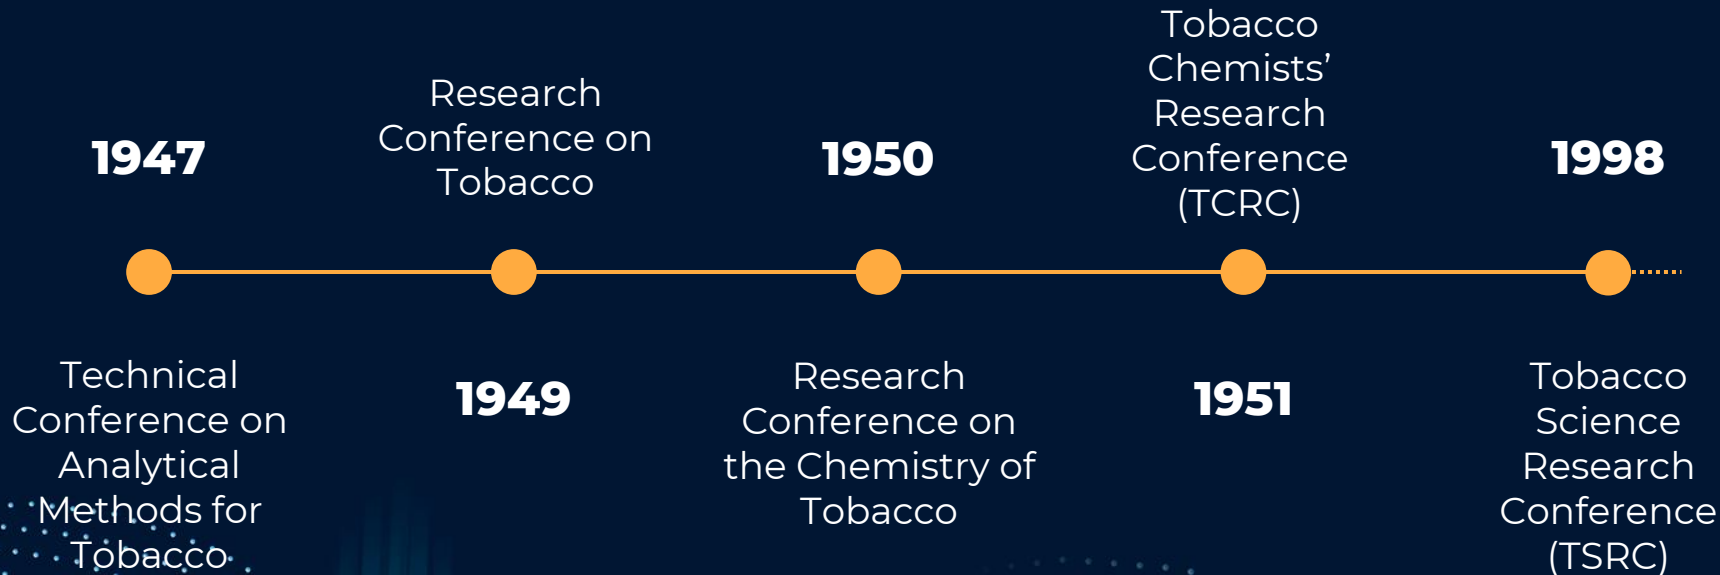 1947
Technical
Conference on
Analytical
Methods for
Tobacco
Research
Conference on
Tobacco
1949
1950
Research
Conference on
the Chemistry of
Tobacco
Tobacco
Chemists’
Research
Conference
(TCRC)
1951
1998
Tobacco
Science
Research
Conference
(TSRC)